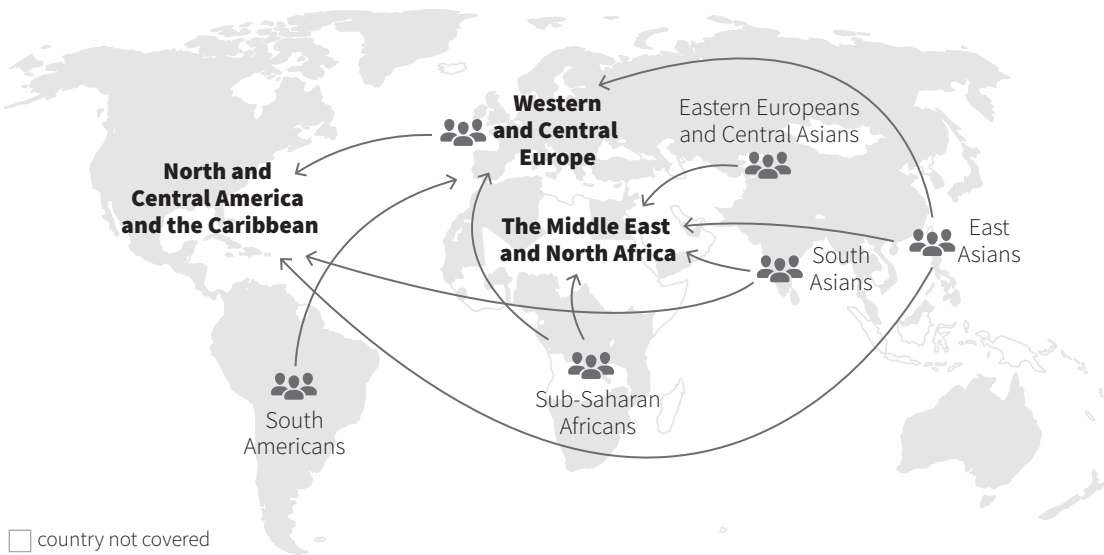 Western
and Central
Europe
Eastern Europeans
and Central Asians
North and
Central America
and the Caribbean
The Middle East
and North Africa
East
Asians
South
Asians
Sub-Saharan
Africans
South
Americans
country not covered